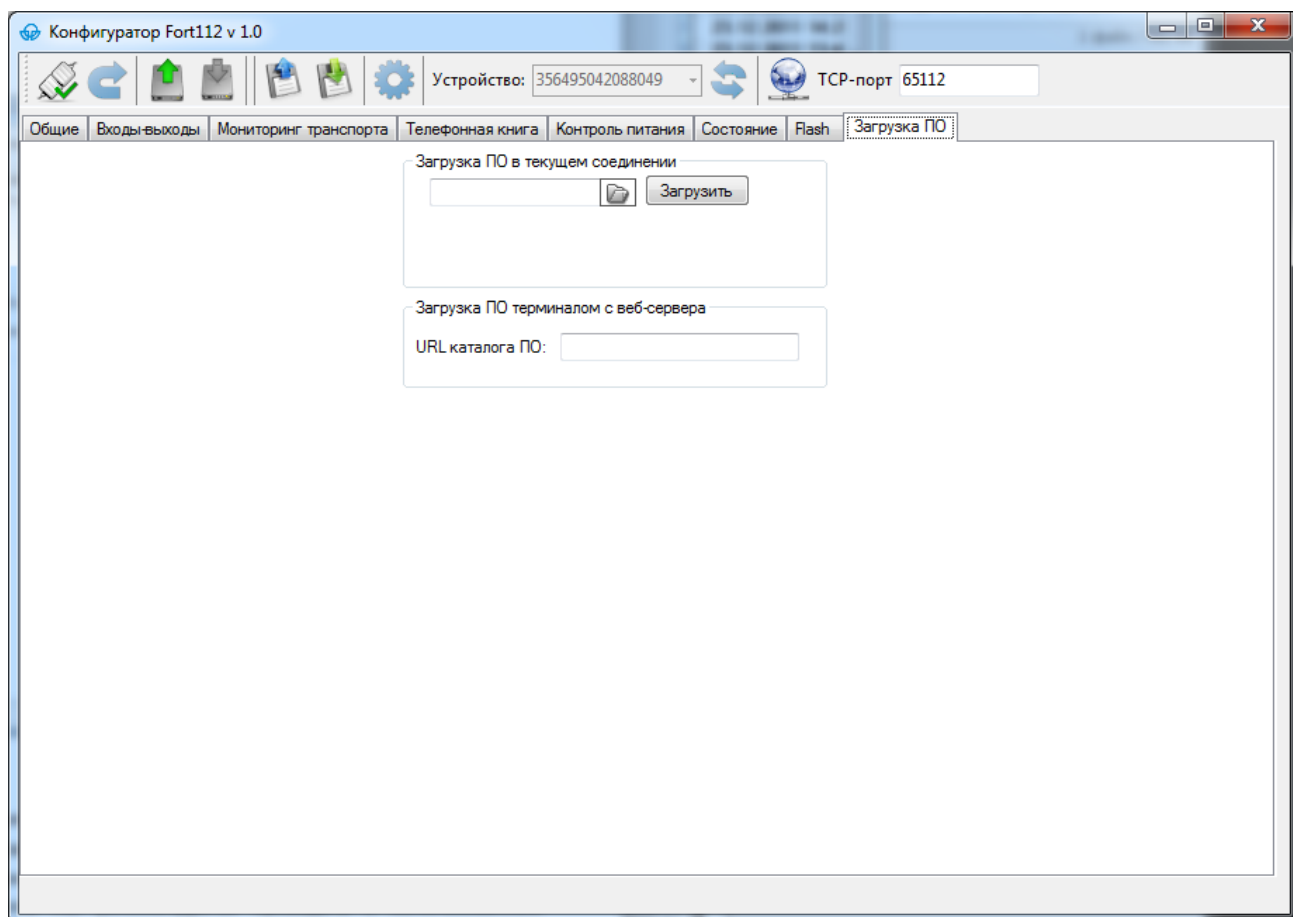 Конфигуратор Fort112 v 1.0
Устройство: 356495042088049 TCP-порт 65112
Общие Входы-выходы Мониторинг транспорта Телефонная книга Контроль питания Состояние Flash Загрузка ПО
Загрузка ПО в текущем соединении
Загрузить
Загрузка ПО терминалом с веб-сервера
URL каталога ПО: